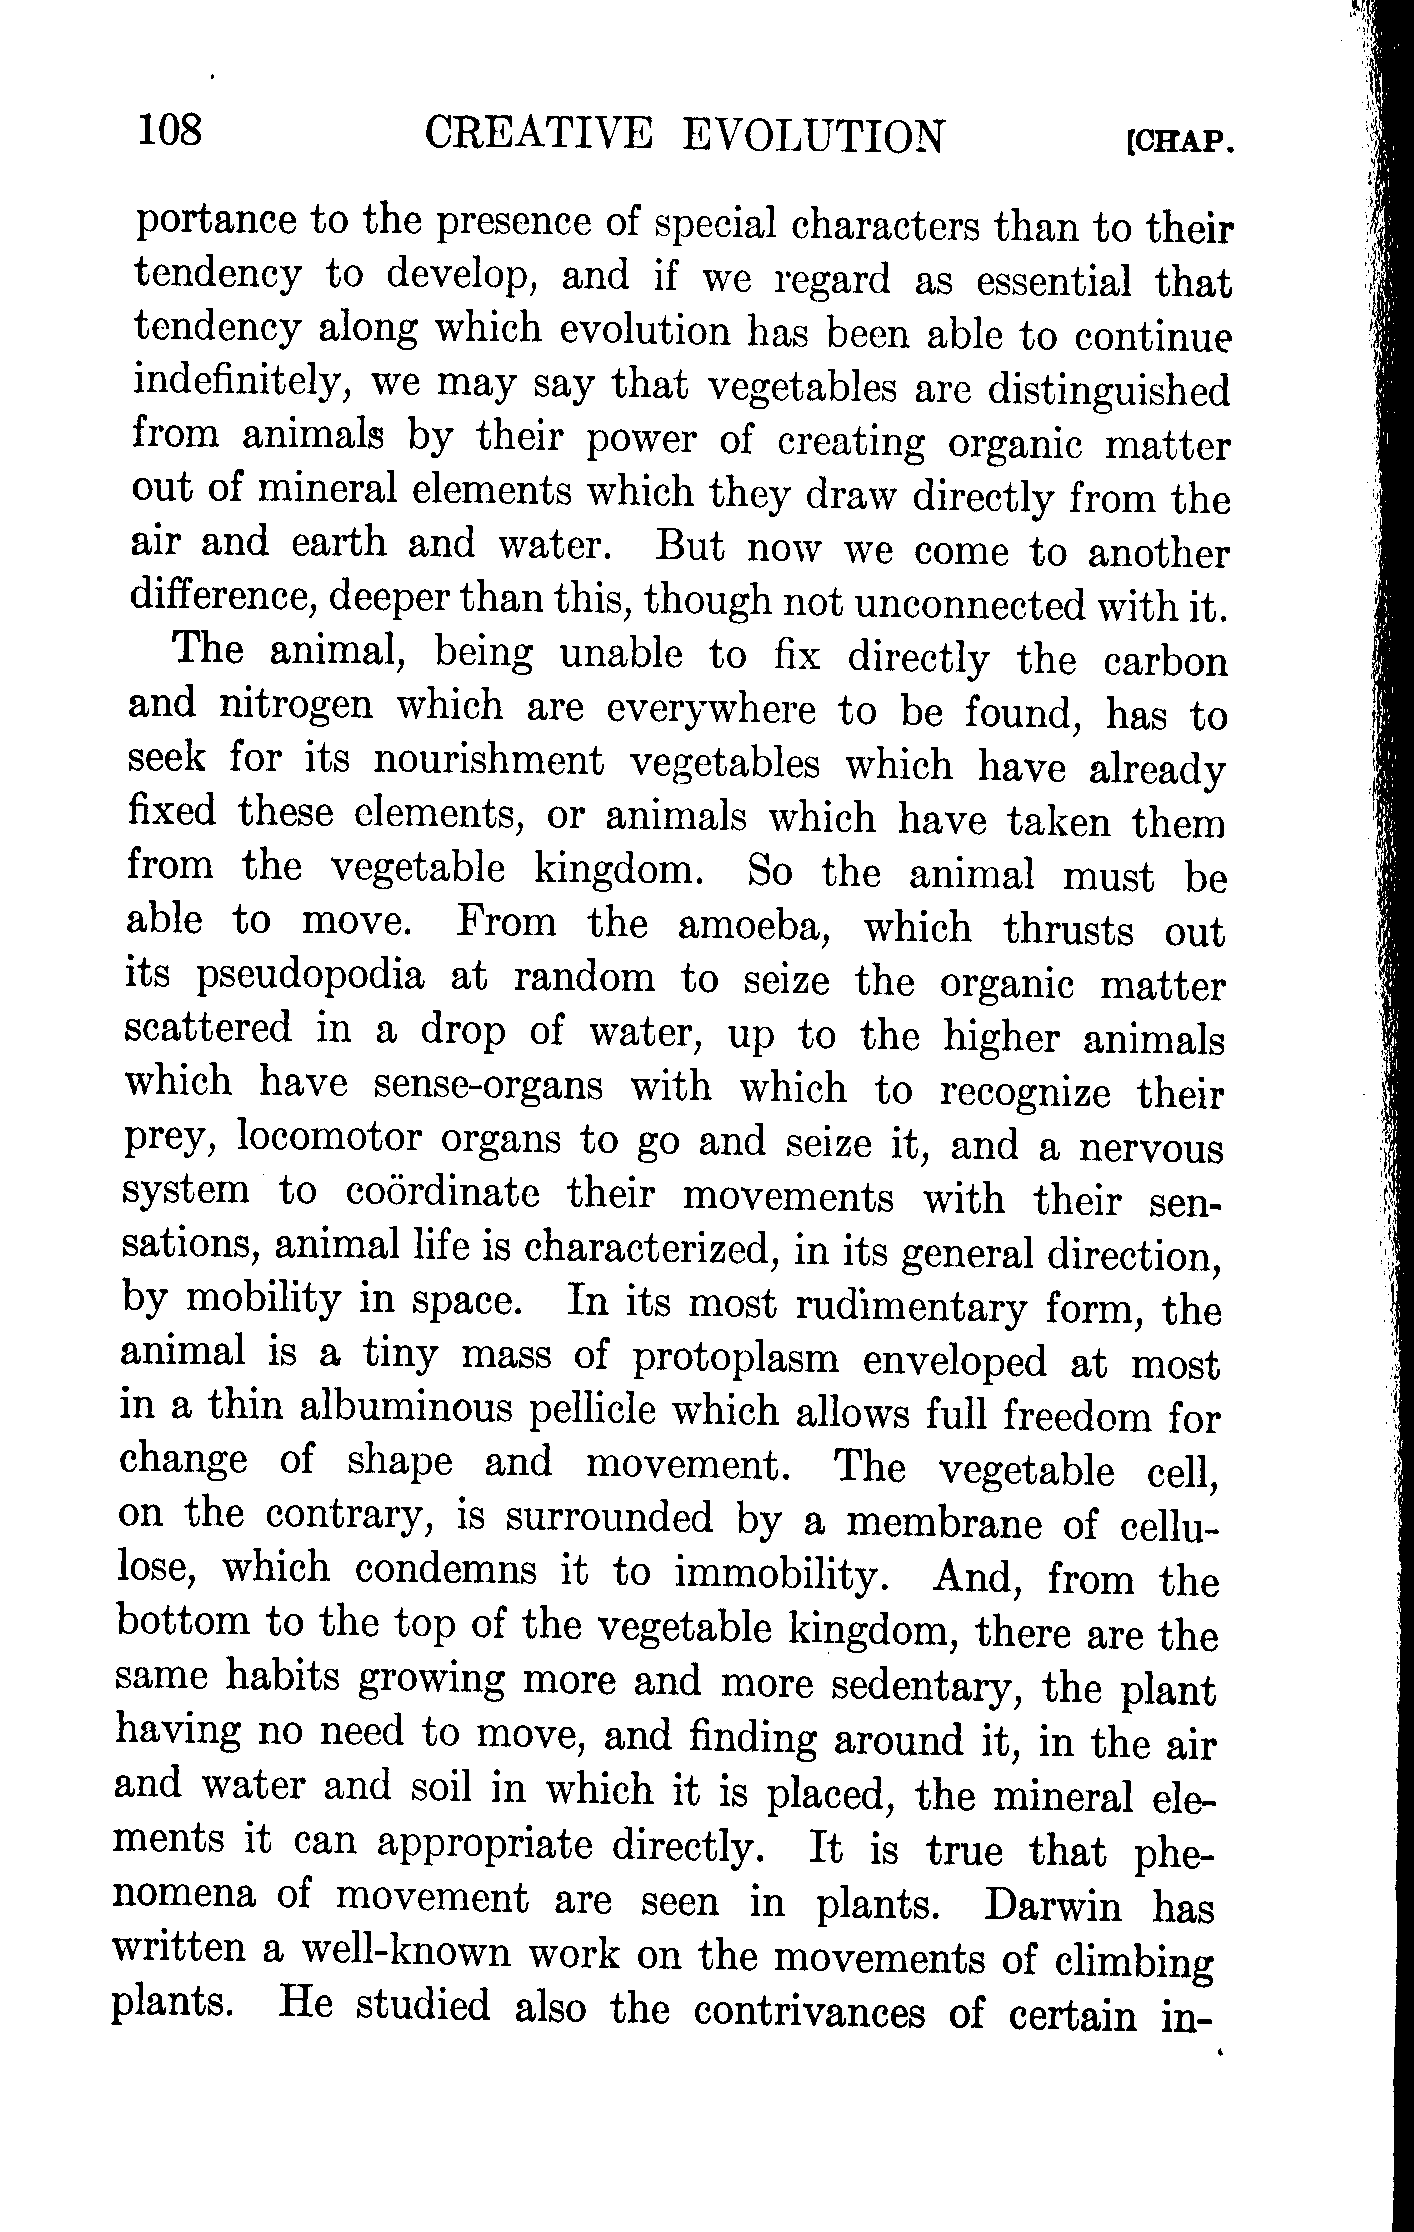 108 CREATIVE EVOLUTION [CHAP.
portance to the presence of special characters than to their
tendency to develop, and if we regard as essential that
tendency along which evolution has been able to continue
indefinitely, we may say that vegetables are distinguished
from animals by their power of creating organic matter
out of mineral elements which they draw directly from the
air and earth and water. But now we come to another
difference, deeper than this, though not unconnected with it.
The animal, being unable to fix directly the carbon
and nitrogen which are everywhere to be found, has to
seek for its nourishment vegetables which have already
fixed these elements, or animals which have taken them
from the vegetable kingdom. So the animal must be
able to move. From the amoeba, which thrusts out
its pseudopodia at random to seize the organic matter
scattered in a drop of water, up to the higher animals
which have sense-organs with which to recognize their
prey, locomotor organs to go and seize it, and a nervous
system to coördinate their movements with their sen-
sations, animal life is characterized, in its general direction,
by mobility in space. In its most rudimentary form, the
animal is a tiny mass of protoplasm enveloped at most
in a thin albuminous pellicle which allows full freedom for
change of shape and movement. The vegetable cell,
on the contrary, is surrounded by a membrane of cellu-
lose, which condemns it to immobility. And, from the
bottom to the top of the vegetable kingdom, there are the
same habits growing more and more sedentary, the plant
having no need to move, and finding around it, in the air
and water and soil in which it is placed, the mineral ele-
ments it can appropriate directly. It is true that phe-
nomena of movement are seen in plants. Darwin has
written a well-known work on the movements of climbing
plants. He studied also the contrivances of certain in-